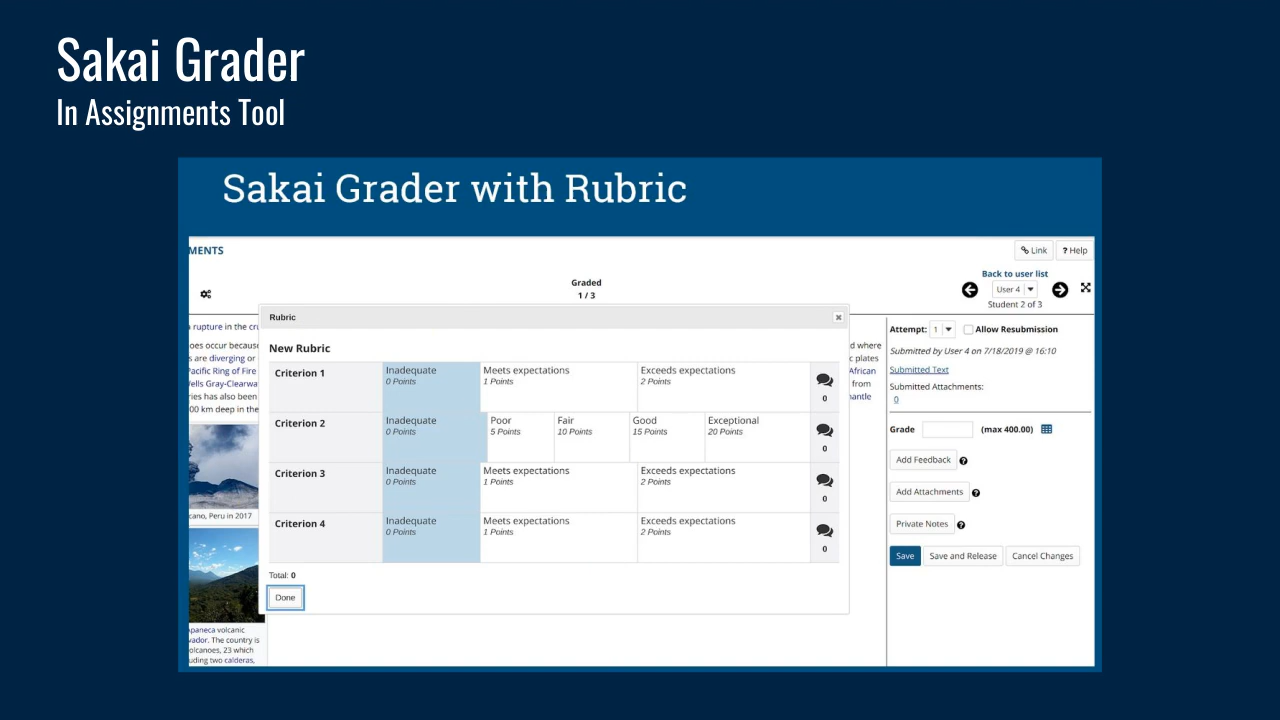 Sakai Grader
In Assignments Tool
Sakai Grader with Rubric
MENTS
Link
? Help
Graded
1 / 3
Back to user list
User 4
Student 2 of 3
a rupture in the cru
oes occur because
s are diverging or
Pacific Ring of Fire
Wells Gray-Clearwa
ries has also been
00 km deep in the
cano, Peru in 2017
apaneca volcanic
vador. The country is
olcanoes, 23 which
uding two calderas,
Rubric
New Rubric
Criterion 1
Inadequate
0 Points
Meets expectations
1 Points
Exceeds expectations
2 Points
0
Criterion 2
Inadequate
0 Points
Poor
5 Points
Fair
10 Points
Good
15 Points
Exceptional
20 Points
0
Criterion 3
Inadequate
0 Points
Meets expectations
1 Points
Exceeds expectations
2 Points
0
Criterion 4
Inadequate
0 Points
Meets expectations
1 Points
Exceeds expectations
2 Points
0
Total: 0
Done
d where
c plates
African
from
mantle
Attempt: 1
Allow Resubmission
Submitted by User 4 on 7/18/2019 @ 16:10
Submitted Text
Submitted Attachments:
0
Grade
(max 400.00)
Add Feedback
Add Attachments
Private Notes
Save
Save and Release
Cancel Changes